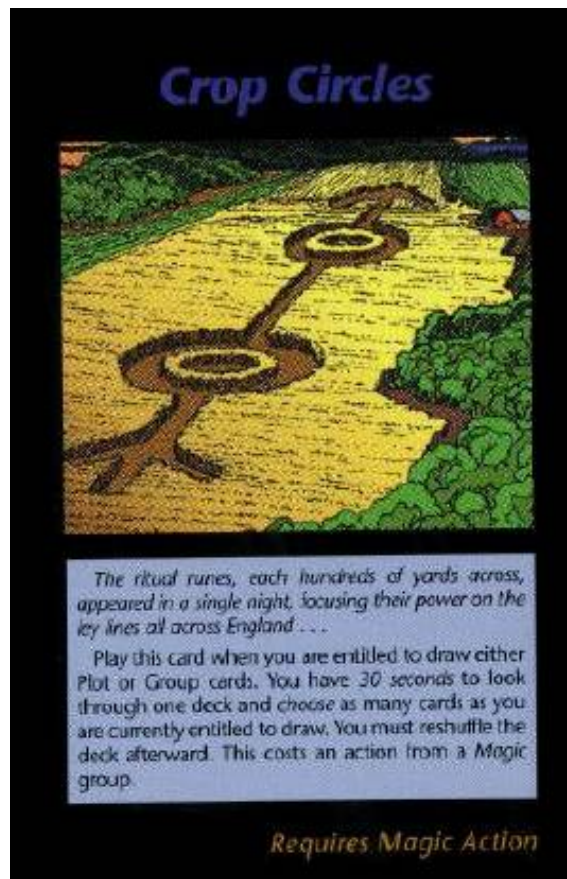 Crop Circles
The ritual runes, each hundreds of yards across,
appeared in a single night, focusing their power on the
ley lines all across England . . .
Play this card when you are entitled to draw either
Plot or Group cards. You have 30 seconds to look
through one deck and choose as many cards as you
are currently entitled to draw. You must reshuffle the
deck afterward. This costs an action from a Magic
group.
Requires Magic Action